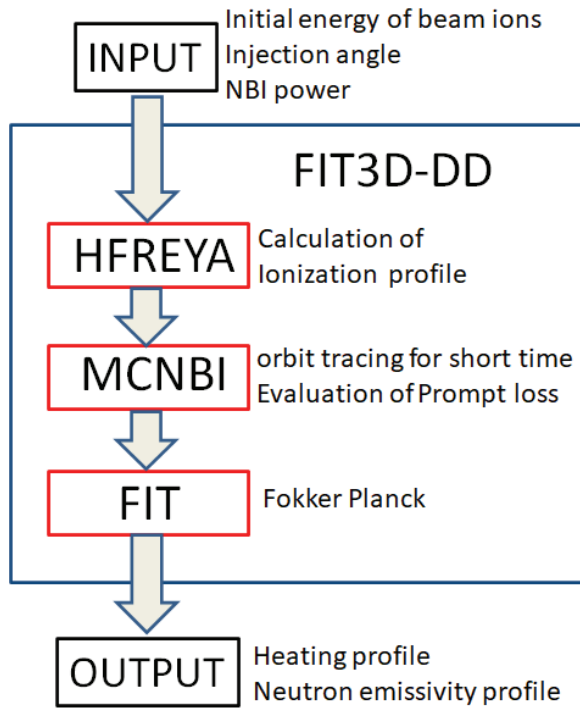 Initial energy of beam ions
INPUT
Injection angle
NBI power
FIT3D-DD
HFREYA
Calculation of
Ionization profile
MCNBI
orbit tracing for short time
Evaluation of Prompt loss
FIT
Fokker Planck
OUTPUT
Heating profile
Neutron emissivity profile